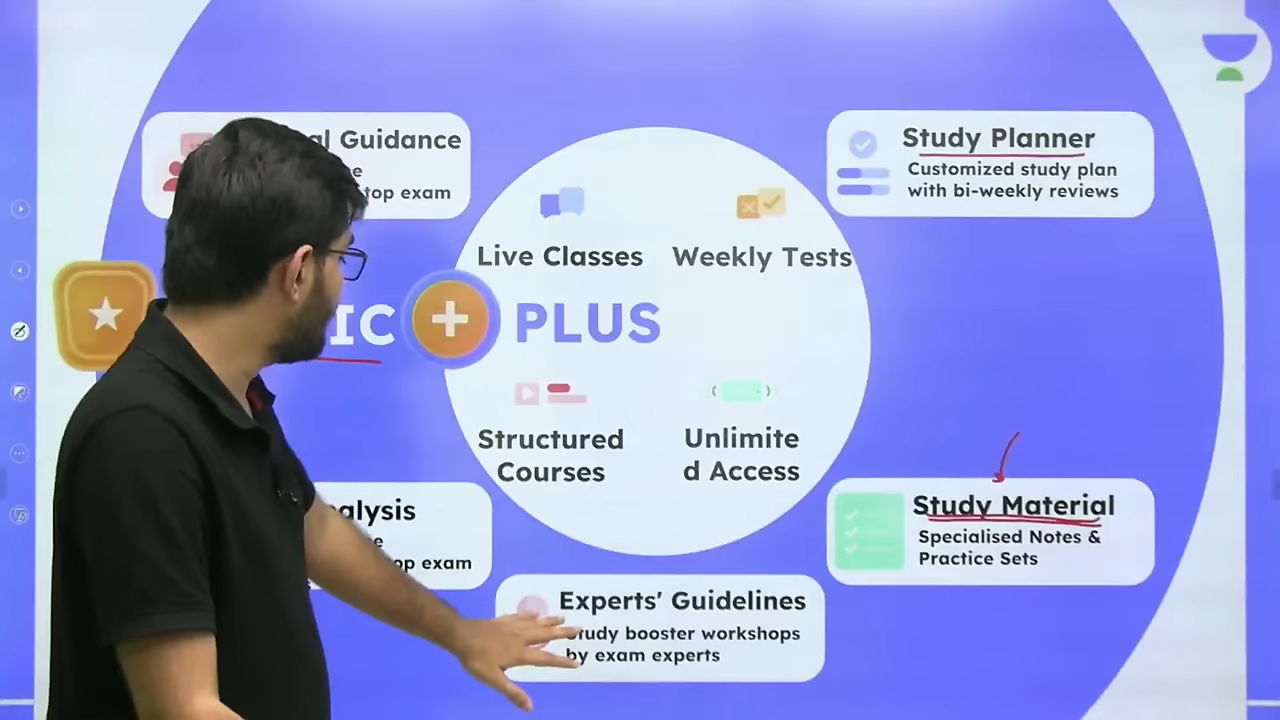 Guidance
top exam
Study Planner
Customized study plan
with bi-weekly reviews
Live Classes
Weekly Tests
IC
PLUS
Structured
Courses
Unlimite
d Access
alysis
op exam
Study Material
Specialised Notes &
Practice Sets
Experts' Guidelines
Study booster workshops
by exam experts